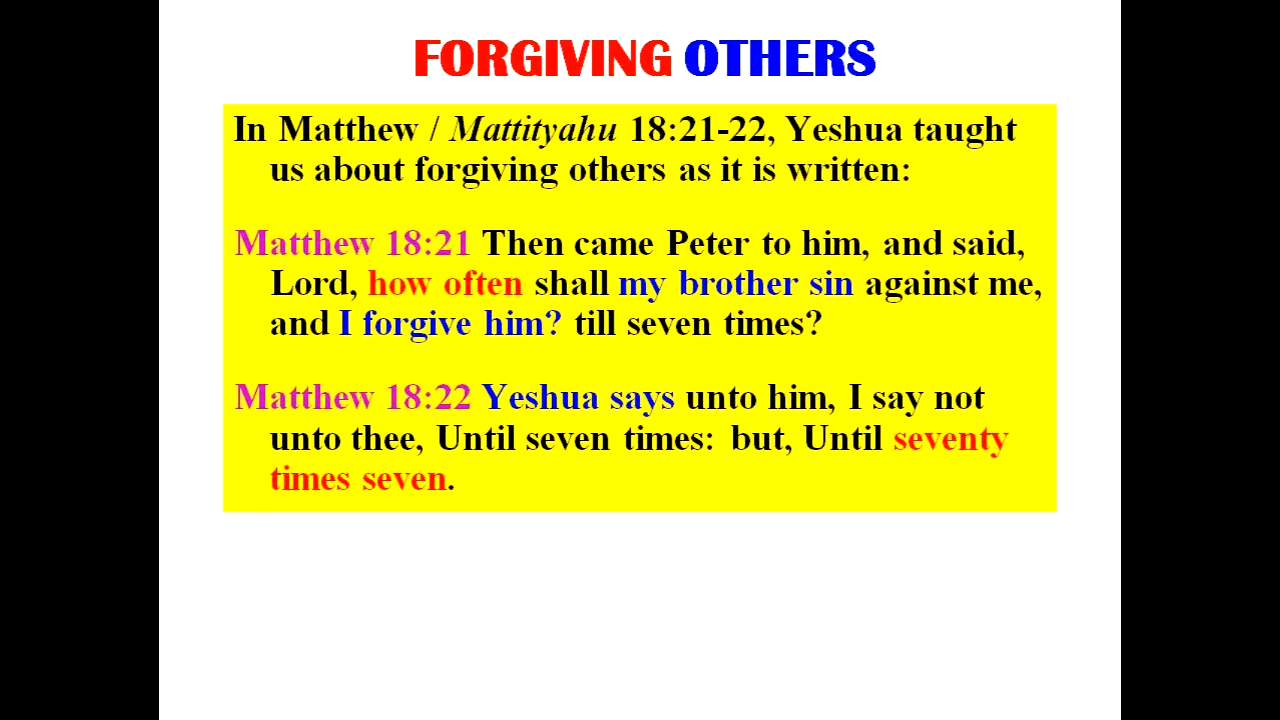 FORGIVING OTHERS
In Matthew / Mattityahu 18:21-22, Yeshua taught
us about forgiving others as it is written:
Matthew 18:21 Then came Peter to him, and said,
Lord, how often shall my brother sin against me,
and I forgive him? till seven times?
Matthew 18:22 Yeshua says unto him, I say not
unto thee, Until seven times: but, Until seventy
times seven.